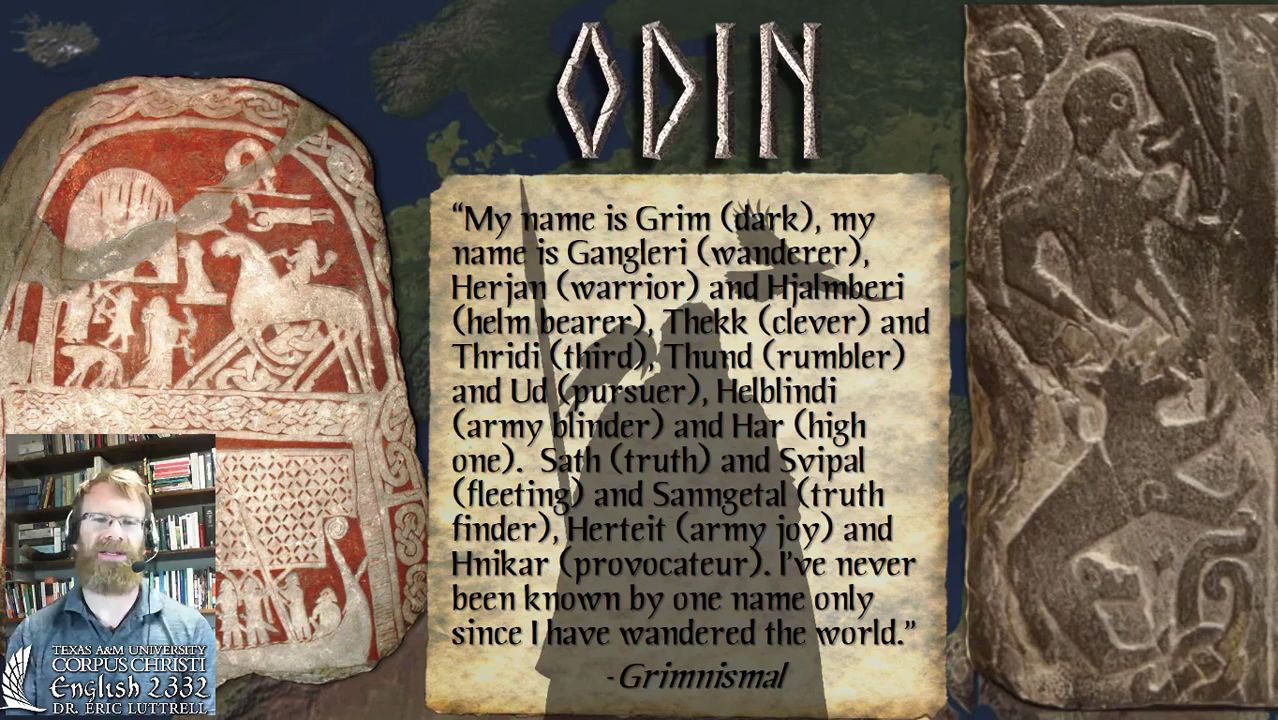 ODIN
“My name is Grim (dark), my
name is Gangleri (wanderer),
Herjan (warrior) and Hjalmberi
(helm bearer), Thekk (clever) and
Thridi (third), Thund (rumbler)
and Ud (pursuer), Helblindi
(army blinder) and Har (high
one). Sath (truth) and Svipal
(fleeting) and Sanngetal (truth
finder), Herteit (army joy) and
Hnikar (provocateur). I’ve never
been known by one name only
since I have wandered the world.”
-Grimnismal
TEXAS A&M UNIVERSITY
CORPUS CHRISTI
English 2332
DR. ERIC LUTTRELL